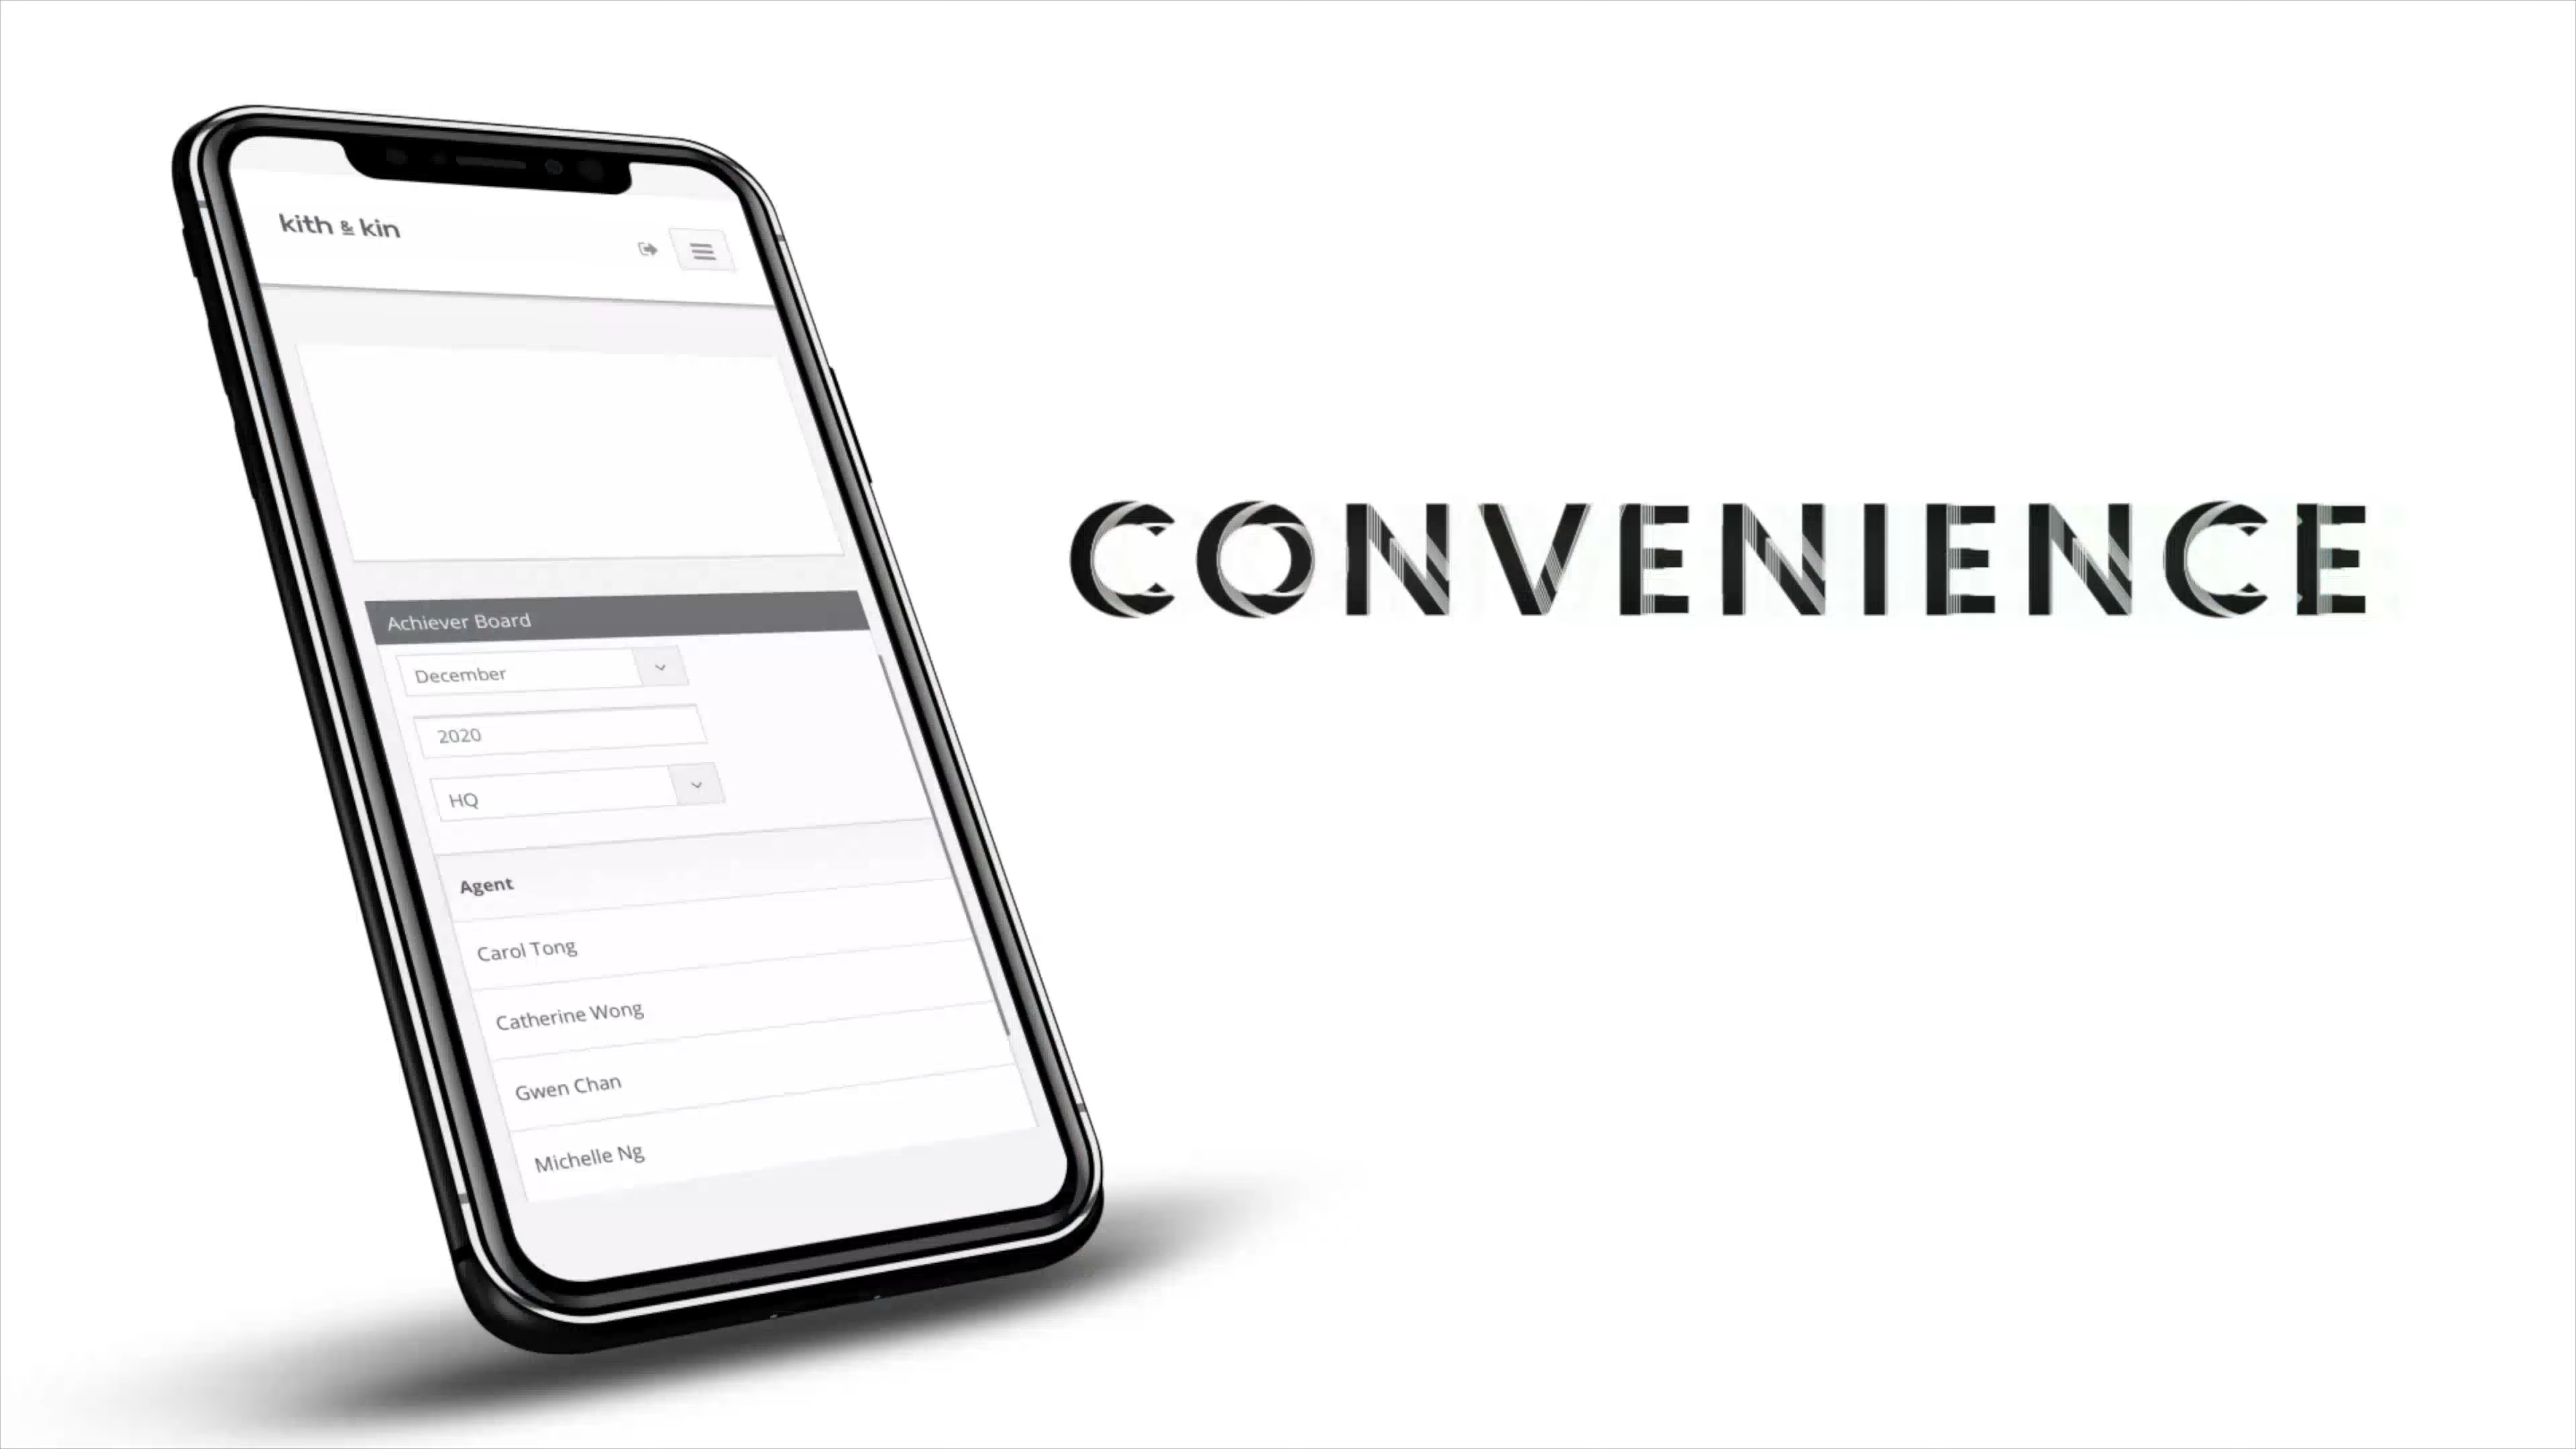 kith & kin
CONVENIENCE
Achiever Board
December
2020
HQ
Agent
Carol Tong
Catherine Wong
Gwen Chan
Michelle Ng